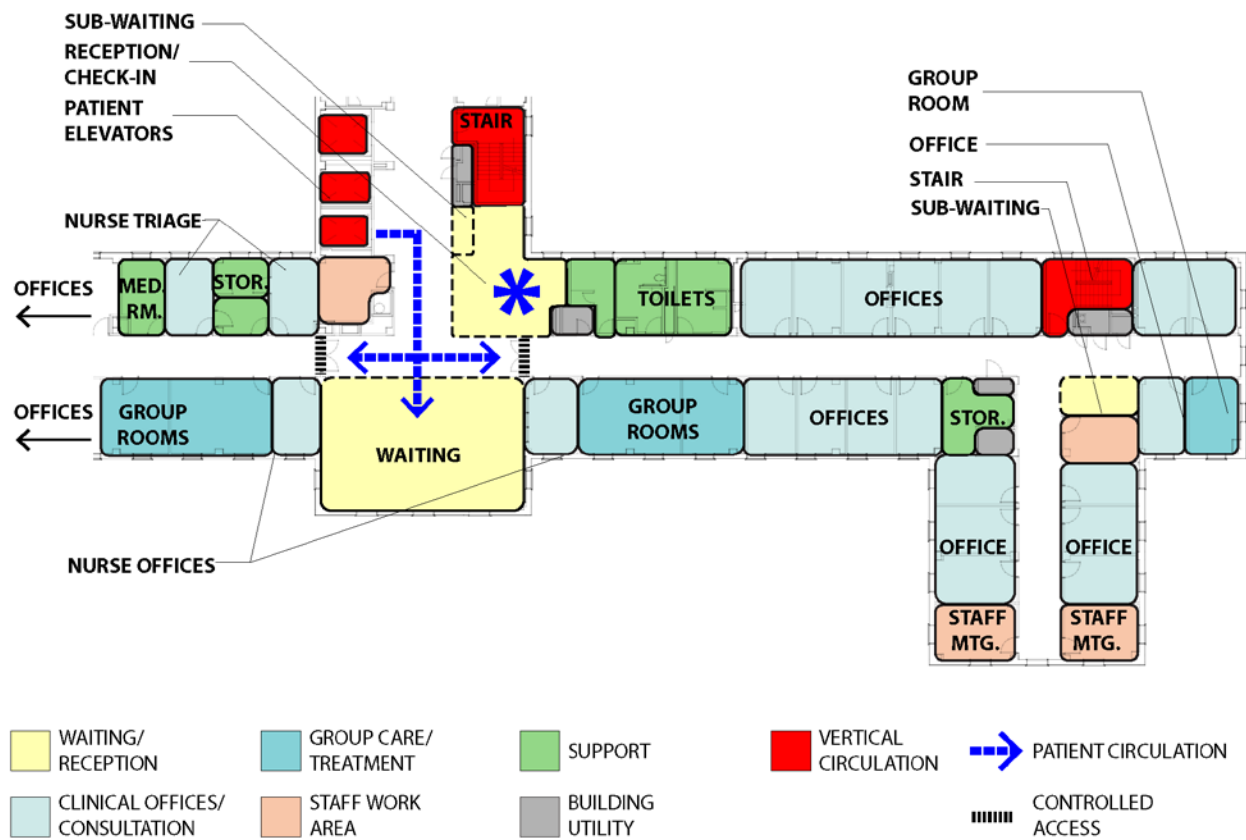 SUB-WAITING
RECEPTION/
CHECK-IN
PATIENT
ELEVATORS
NURSE TRIAGE
STAIR
GROUP
ROOM
OFFICE
STAIR
SUB-WAITING
OFFICES
MED.
RM.
STOR.
TOILETS
OFFICES
OFFICES
GROUP
ROOMS
WAITING
GROUP
ROOMS
OFFICES
STOR.
NURSE OFFICES
OFFICE
OFFICE
STAFF
MTG.
STAFF
MTG.
WAITING/
RECEPTION
GROUP CARE/
TREATMENT
SUPPORT
VERTICAL
CIRCULATION
PATIENT CIRCULATION
CLINICAL OFFICES/
CONSULTATION
STAFF WORK
AREA
BUILDING
UTILITY
CONTROLLED
ACCESS